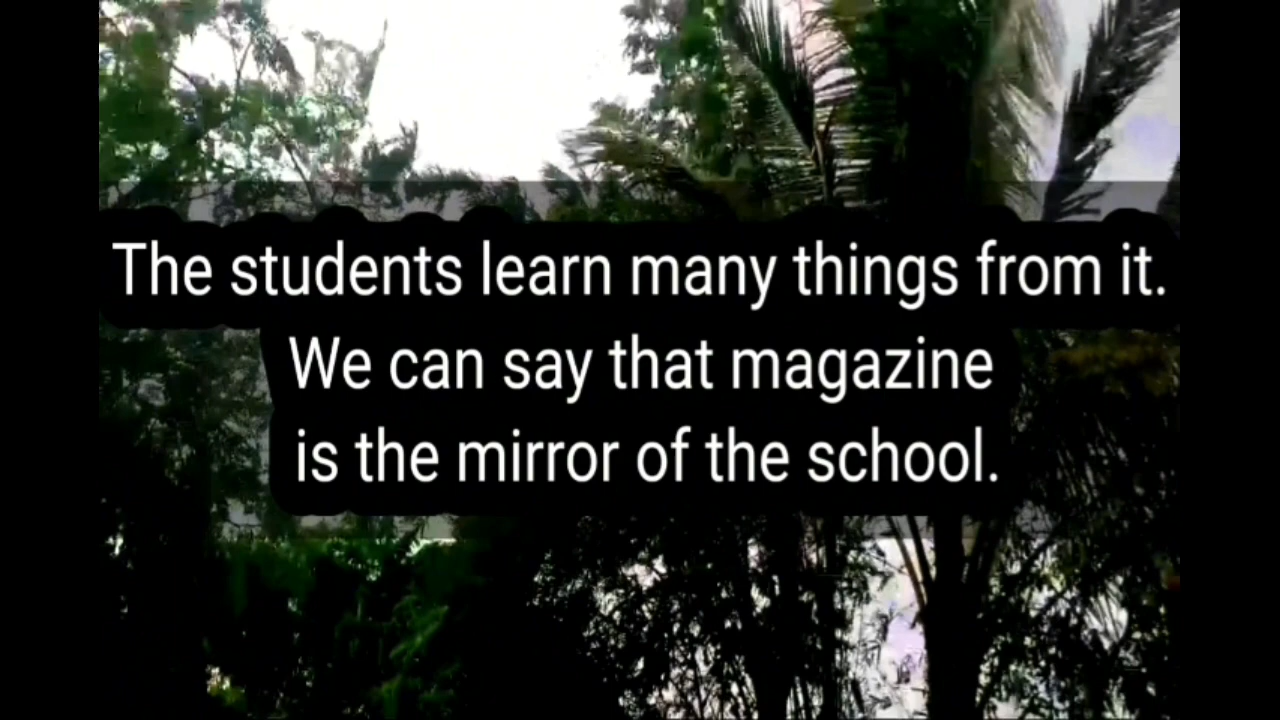 The students learn many things from it.
We can say that magazine
is the mirror of the school.